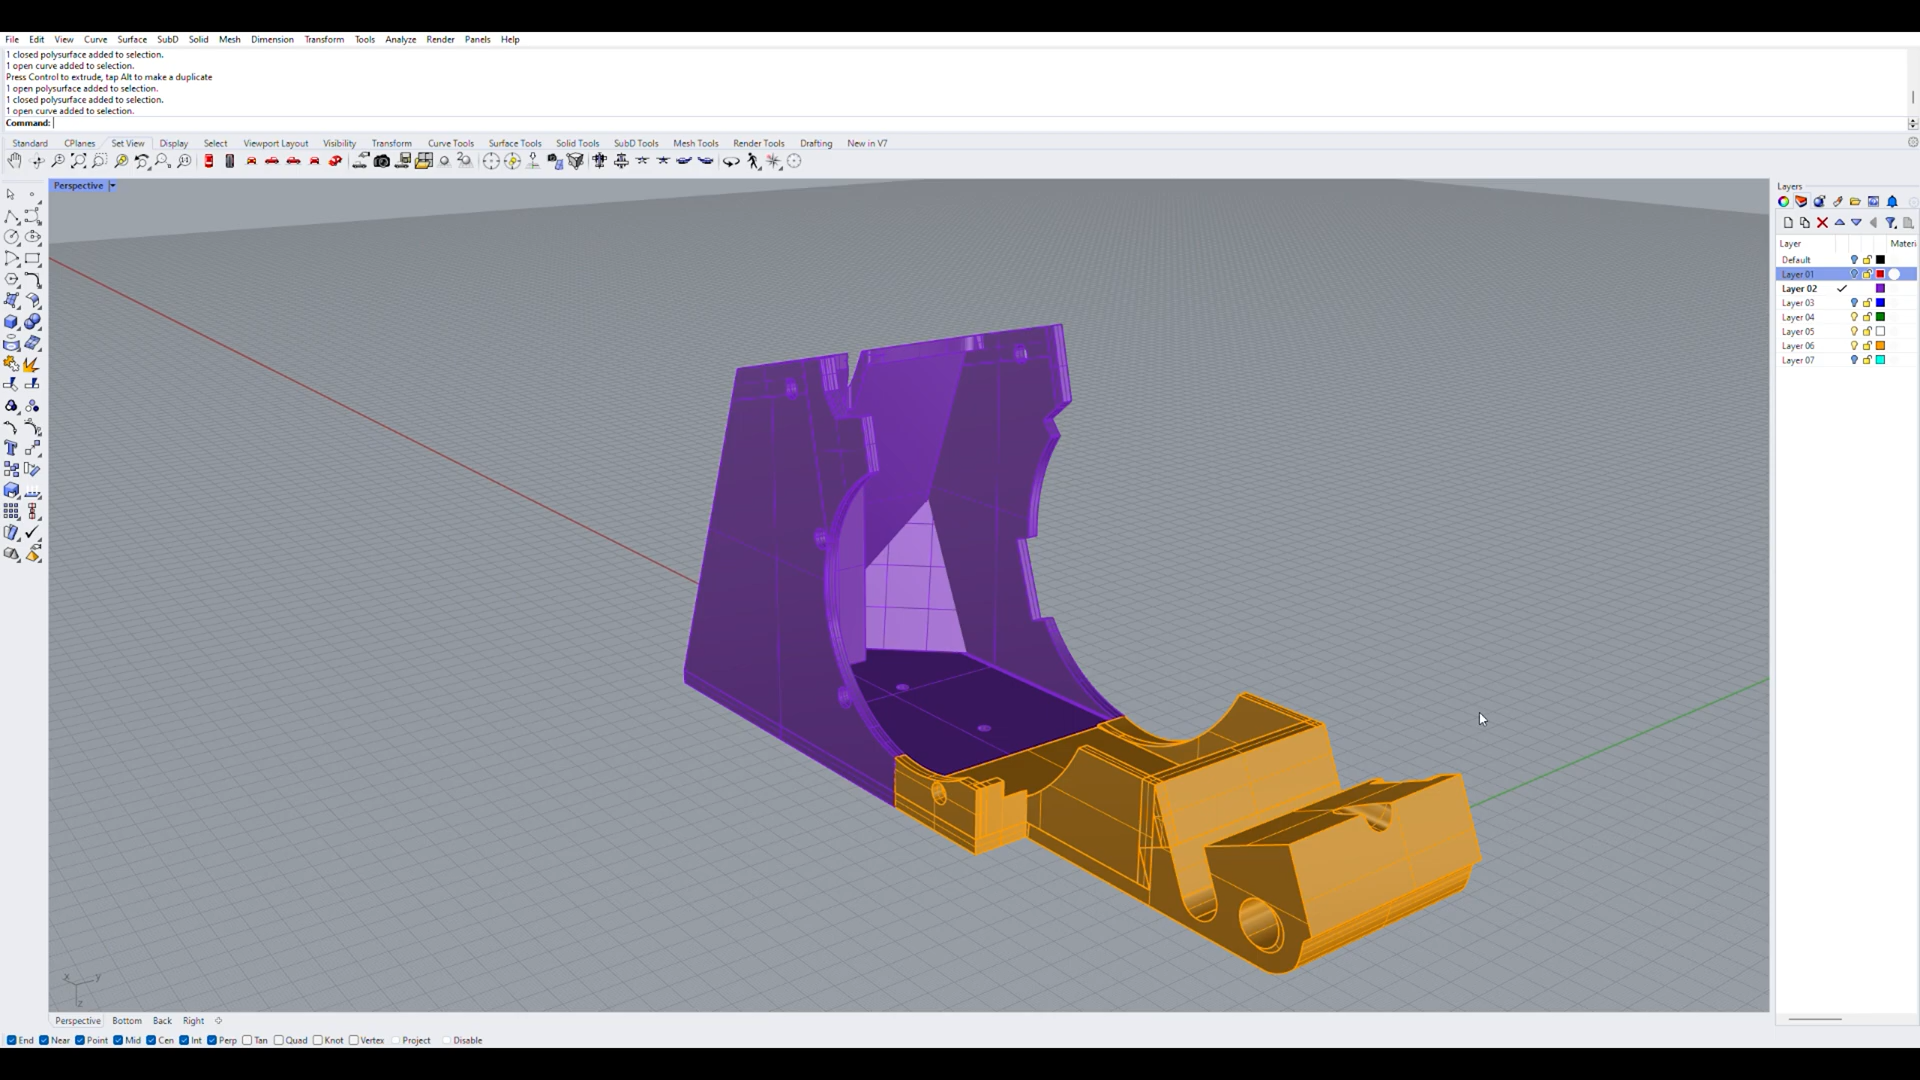 File Edit View Curve Surface SubD Solid Mesh Dimension Transform Tools Analyze Render Panels Help
1 closed polysurface added to selection.
1 open curve added to selection.
Press Control to extrude, tap Alt to make a duplicate
1 open polysurface added to selection.
1 closed polysurface added to selection.
1 open curve added to selection.
Command:
Standard CPlanes Set View Display Select Viewport Layout Visibility Transform Curve Tools Surface Tools Solid Tools SubD Tools Mesh Tools Render Tools Drafting New in V7
Perspective
Layers
Layer Materi
Default
Layer 01
Layer 02
Layer 03
Layer 04
Layer 05
Layer 06
Layer 07
x y
z
Perspective Bottom Back Right
End Near Point Mid Cen Int Perp Tan Quad Knot Vertex Project Disable